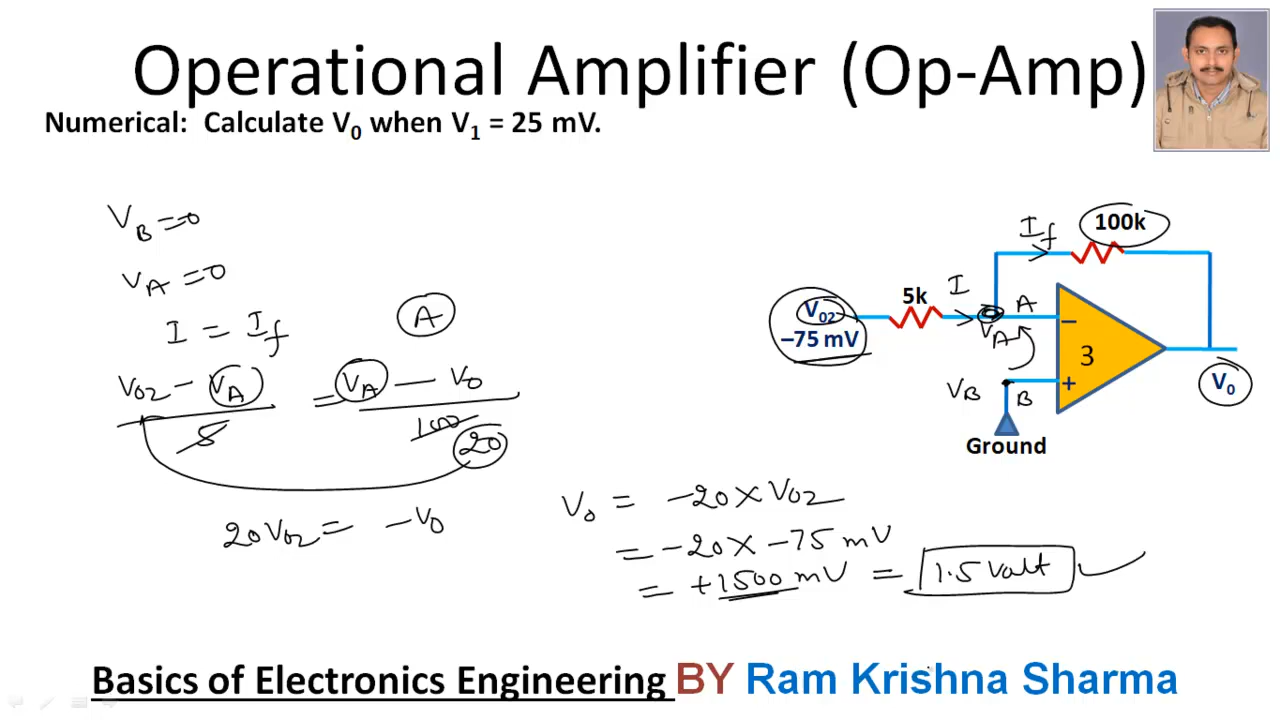 Operational Amplifier (Op-Amp)
Numerical: Calculate V0 when V1 = 25 mV.
VB = 0
VA = 0
I = If
A
V02 − VA = VA − V0
5 100
20
20 V02 = − V0
If
100k
I
5k
V02
−75 mV
VA
A
−
3
+
VB
B
V0
Ground
V0 = −20 × V02
= −20 × −75 mV
= +1500 mV = 1.5 Volt
Basics of Electronics Engineering BY Ram Krishna Sharma